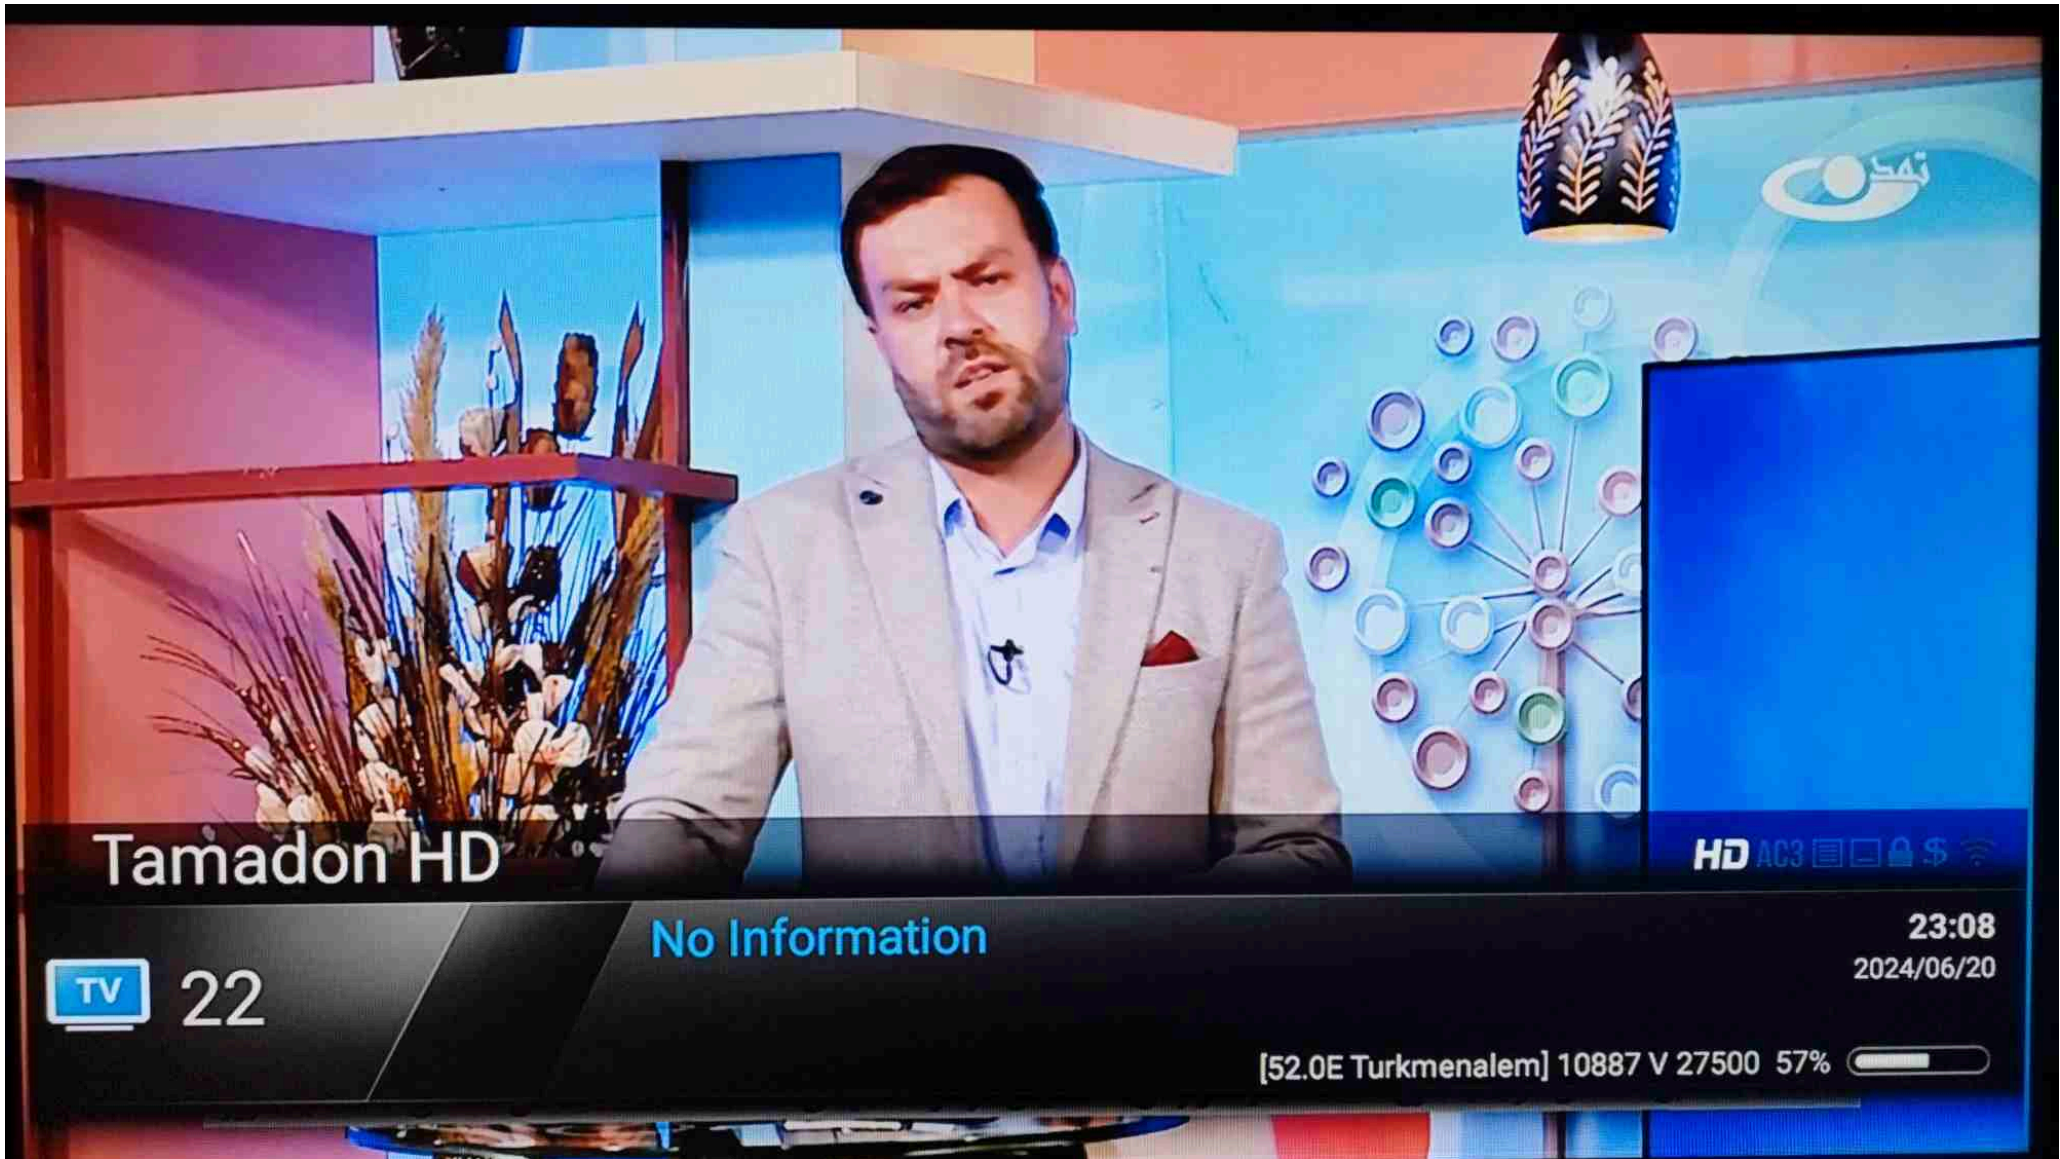 تمدن
Tamadon HD
HD AC3 $
TV 22
No Information
23:08
2024/06/20
[52.0E Turkmenalem] 10887 V 27500 57%